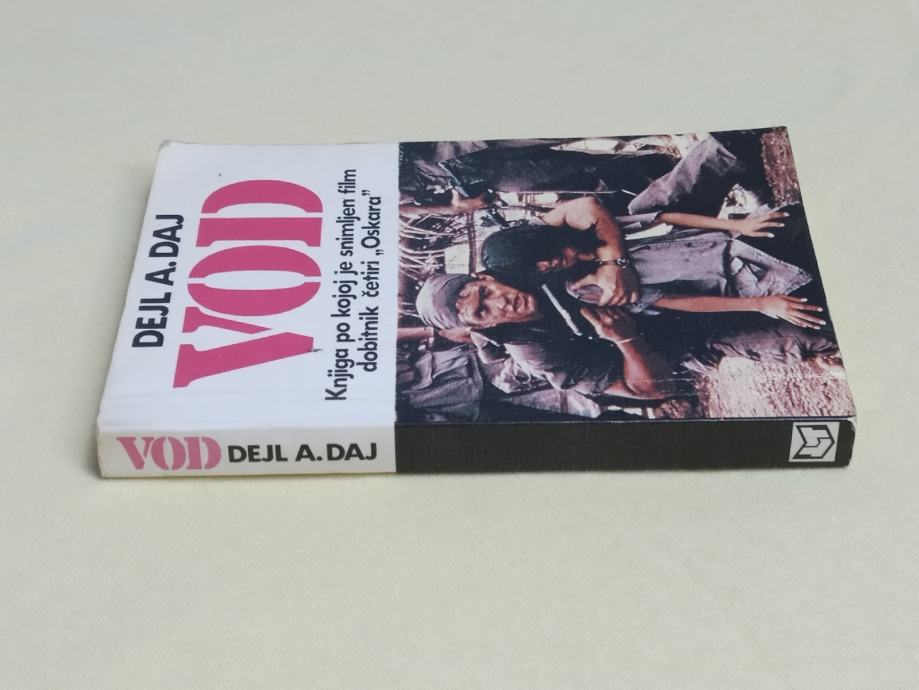 DEJL A. DAJ
VOD
Knjiga po kojoj je snimljen film
dobitnik četiri „Oskara”
VOD DEJL A. DAJ